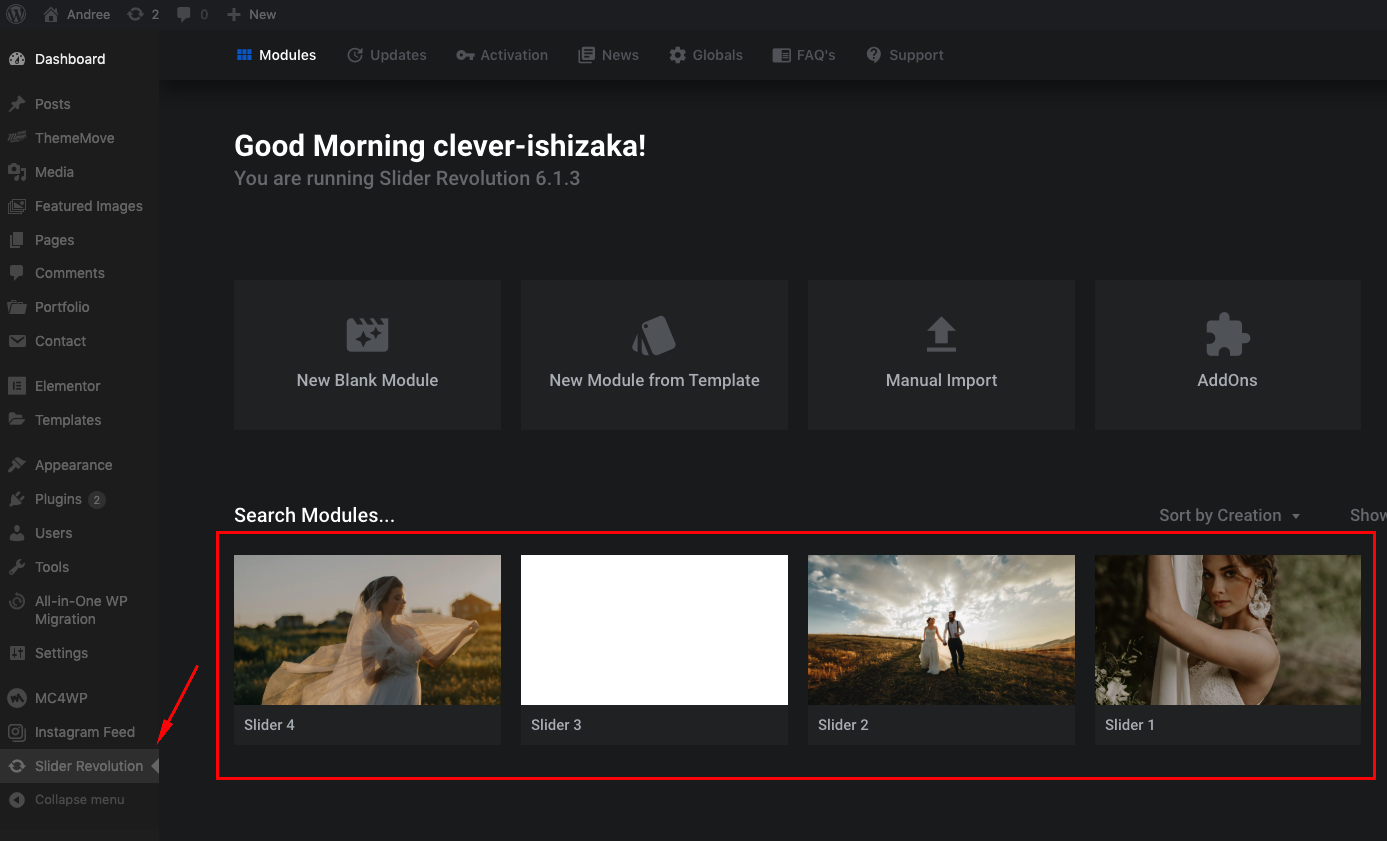 Andree
2
0
New
Dashboard
Posts
ThemeMove
Media
Featured Images
Pages
Comments
Portfolio
Contact
Elementor
Templates
Appearance
Plugins 2
Users
Tools
All-in-One WP
Migration
Settings
MC4WP
Instagram Feed
Slider Revolution
Collapse menu
Modules
Updates
Activation
News
Globals
FAQ's
Support
Good Morning clever-ishizaka!
You are running Slider Revolution 6.1.3
New Blank Module
New Module from Template
Manual Import
AddOns
Search Modules...
Sort by Creation
Show
Slider 4
Slider 3
Slider 2
Slider 1